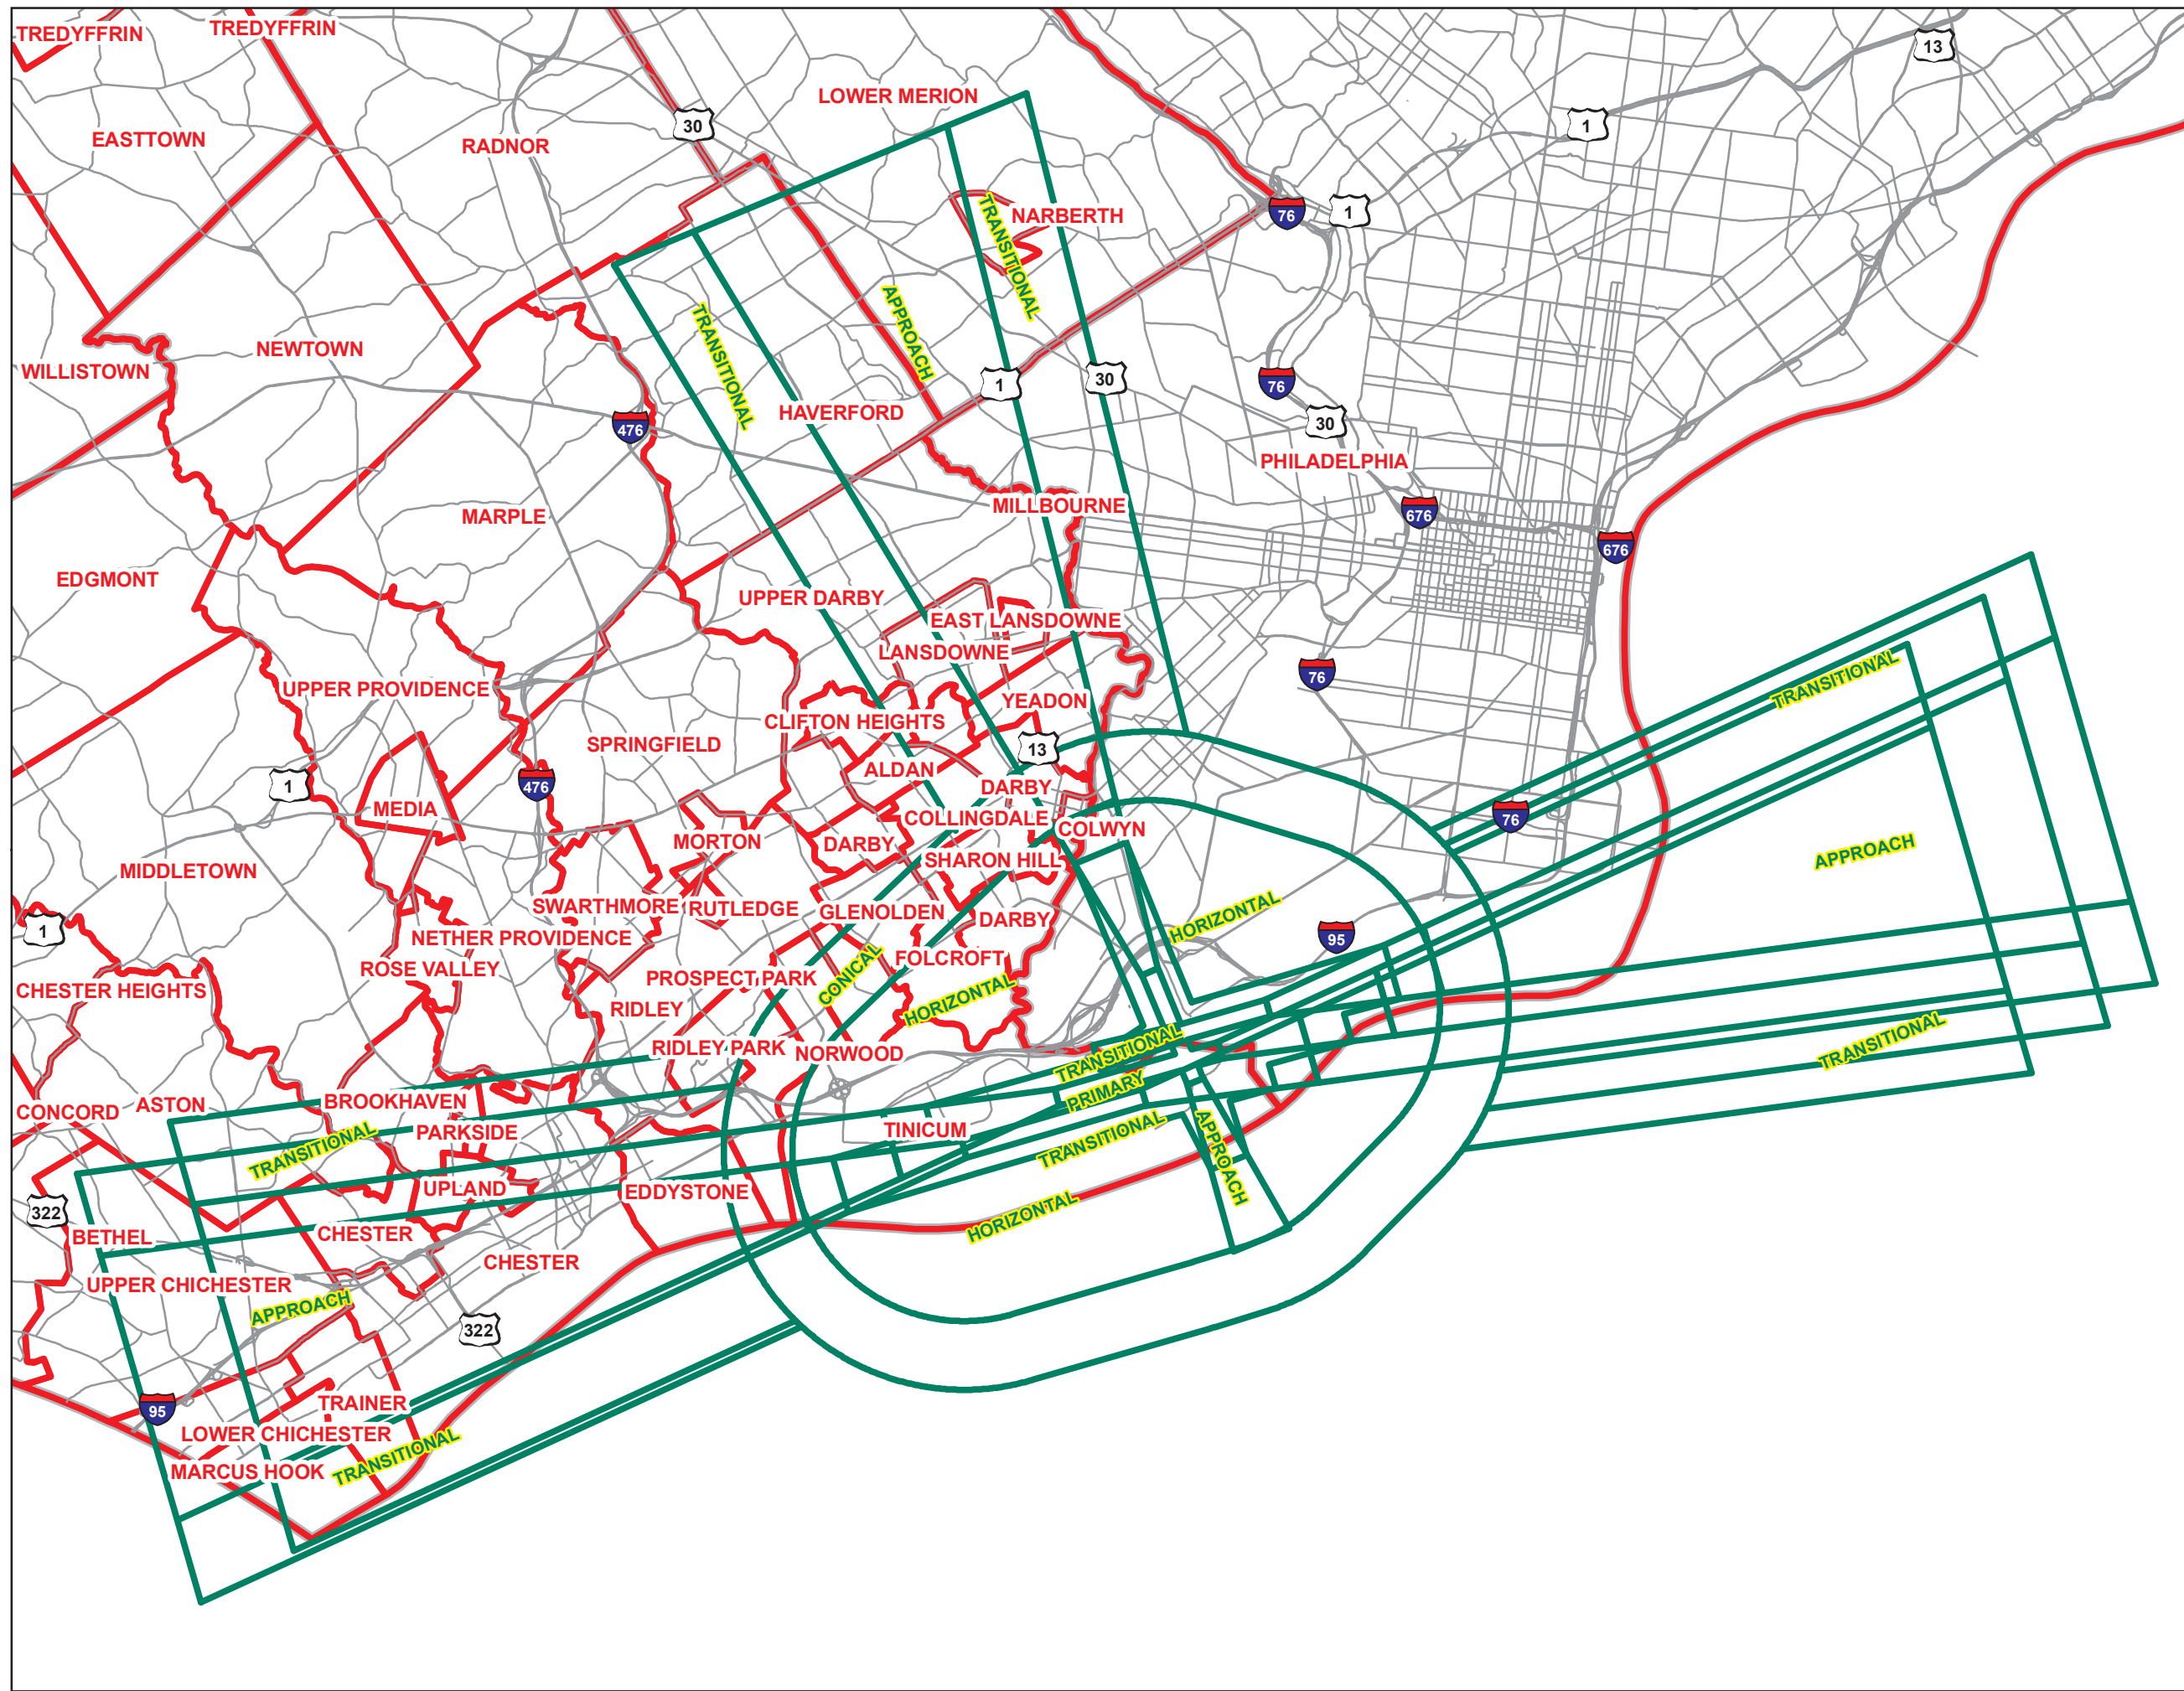 TREDYFFRIN
TREDYFFRIN
13
LOWER MERION
30
1
EASTTOWN
RADNOR
NARBERTH
76
1
TRANSITIONAL
APPROACH
TRANSITIONAL
NEWTOWN
WILLISTOWN
1
30
76
HAVERFORD
476
30
PHILADELPHIA
MILLBOURNE
MARPLE
676
676
EDGMONT
UPPER DARBY
EAST LANSDOWNE
LANSDOWNE
76
TRANSITIONAL
UPPER PROVIDENCE
YEADON
CLIFTON HEIGHTS
SPRINGFIELD
13
ALDAN
1
476
DARBY
MEDIA
COLLINGDALE
76
COLWYN
MORTON
DARBY
APPROACH
SHARON HILL
MIDDLETOWN
SWARTHMORE
RUTLEDGE
GLENOLDEN
DARBY
HORIZONTAL
1
NETHER PROVIDENCE
95
FOLCROFT
ROSE VALLEY
PROSPECT PARK
CONICAL
HORIZONTAL
CHESTER HEIGHTS
RIDLEY
TRANSITIONAL
RIDLEY PARK
NORWOOD
TRANSITIONAL
PRIMARY
BROOKHAVEN
CONCORD
ASTON
PARKSIDE
TINICUM
TRANSITIONAL
TRANSITIONAL
APPROACH
UPLAND
EDDYSTONE
322
HORIZONTAL
BETHEL
CHESTER
CHESTER
UPPER CHICHESTER
APPROACH
322
TRAINER
95
LOWER CHICHESTER
TRANSITIONAL
MARCUS HOOK